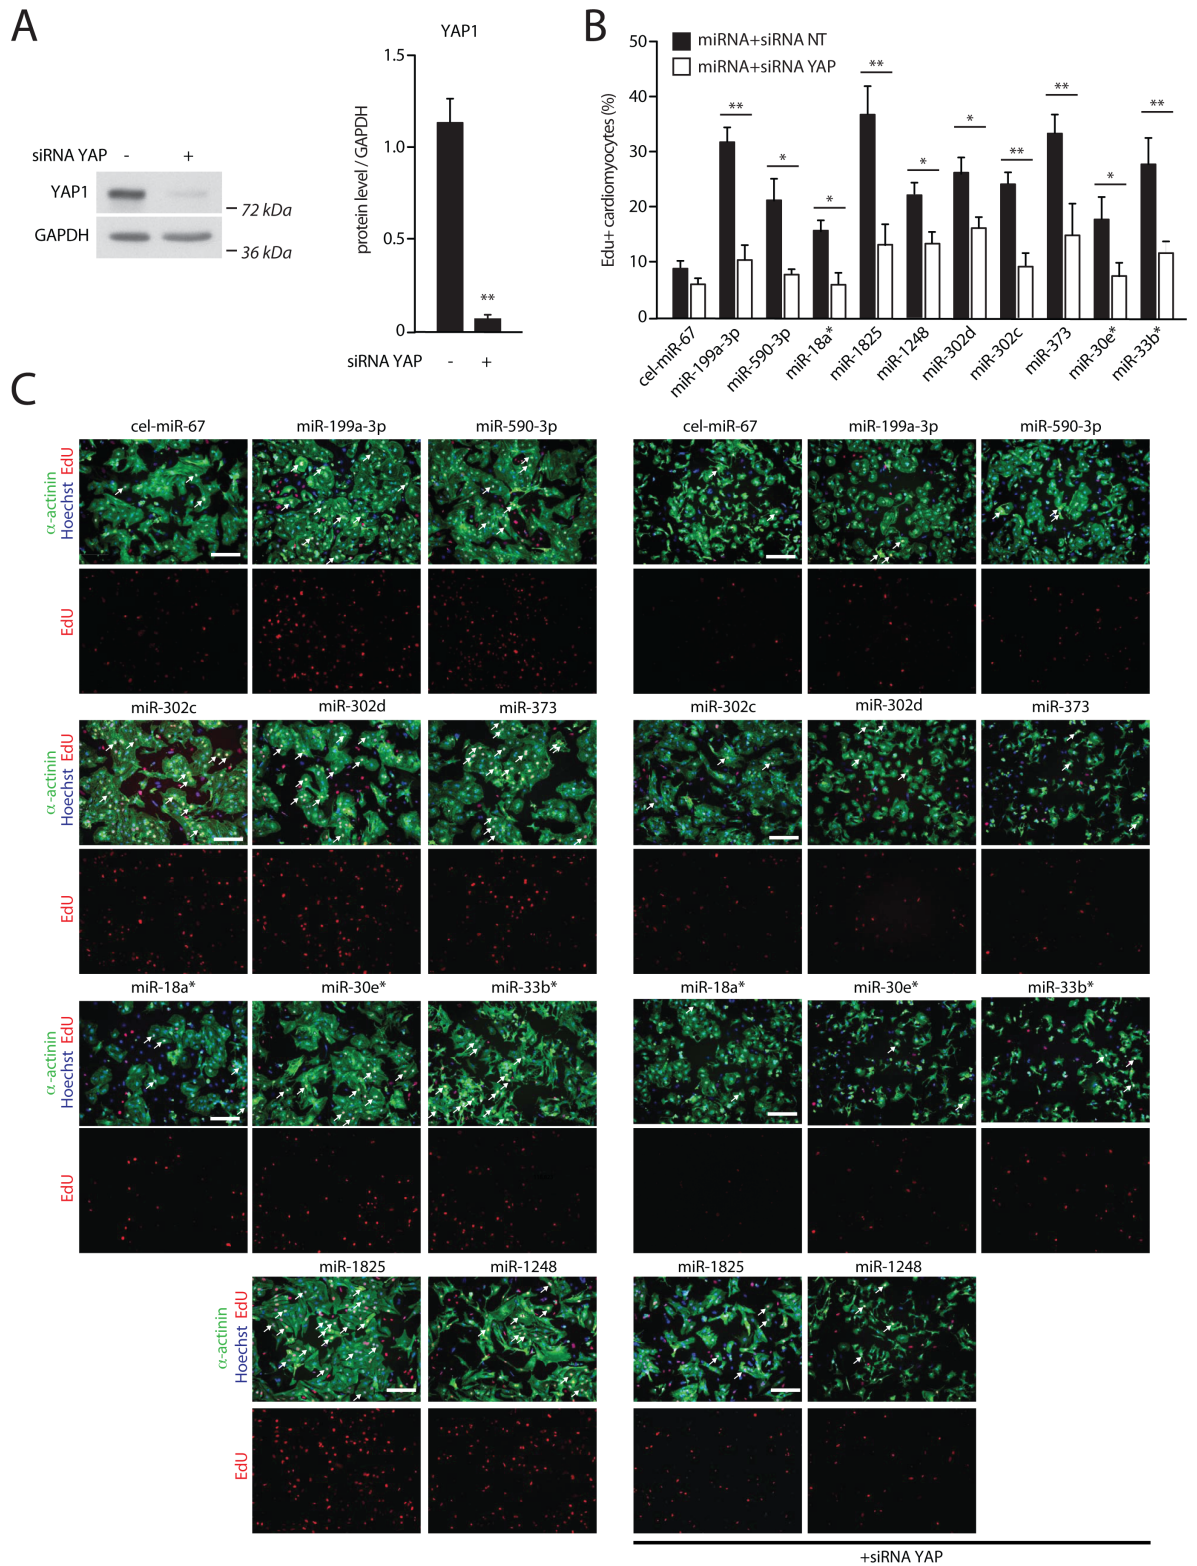 A
siRNA YAP - +
YAP1
GAPDH
72 kDa
36 kDa
YAP1
protein level / GAPDH
1.5
1.0
0.5
0
**
siRNA YAP - +
B
miRNA+siRNA NT
miRNA+siRNA YAP
Edu+ cardiomyocytes (%)
50
40
30
20
10
0
** * * ** * * ** ** * **
cel-miR-67
miR-199a-3p
miR-590-3p
miR-18a*
miR-1825
miR-1248
miR-302d
miR-302c
miR-373
miR-30e*
miR-33b*
C
cel-miR-67 miR-199a-3p miR-590-3p cel-miR-67 miR-199a-3p miR-590-3p
α-actinin
Hoechst EdU
EdU
miR-302c miR-302d miR-373 miR-302c miR-302d miR-373
α-actinin
Hoechst EdU
EdU
miR-18a* miR-30e* miR-33b* miR-18a* miR-30e* miR-33b*
α-actinin
Hoechst EdU
EdU
miR-1825 miR-1248 miR-1825 miR-1248
α-actinin
Hoechst EdU
EdU
+siRNA YAP